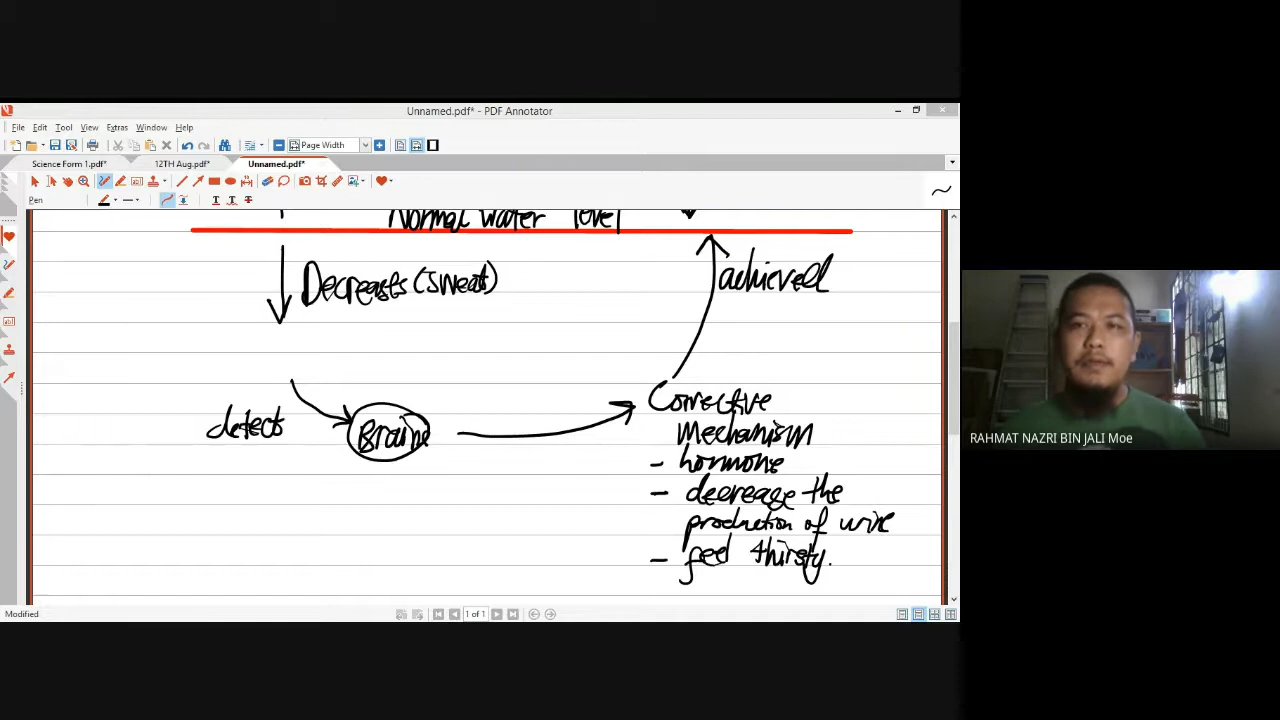 Unnamed.pdf* - PDF Annotator
File Edit Tool View Extras Window Help
Page Width
Science Form 1.pdf* 12TH Aug.pdf* Unnamed.pdf*
Pen
Normal Water level
Decreases (sweat)
achieved
detects
Brain
Corrective
Mechanism
- hormone
- decrease the
production of urine
- feel thirsty.
Modified
1 of 1
RAHMAT NAZRI BIN JALI Moe